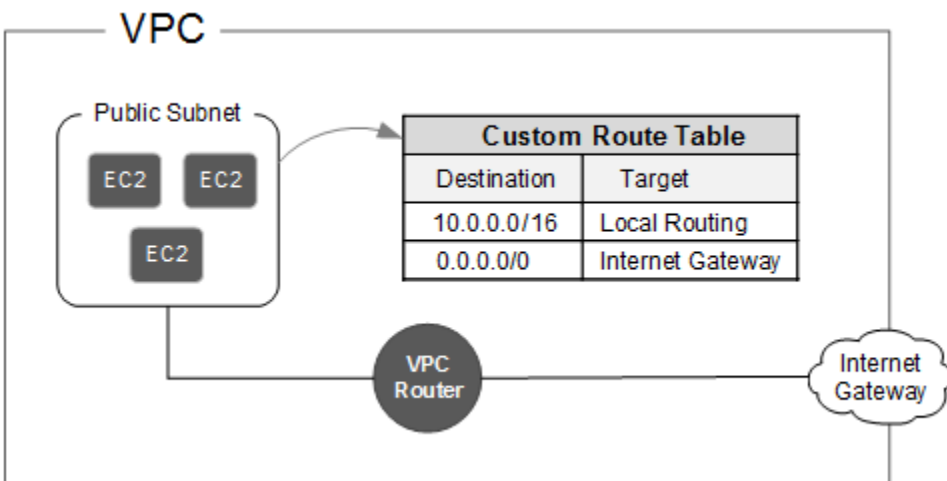 VPC
Public Subnet
EC2 EC2
EC2
Custom Route Table
Destination Target
10.0.0.0/16 Local Routing
0.0.0.0/0 Internet Gateway
VPC
Router
Internet
Gateway